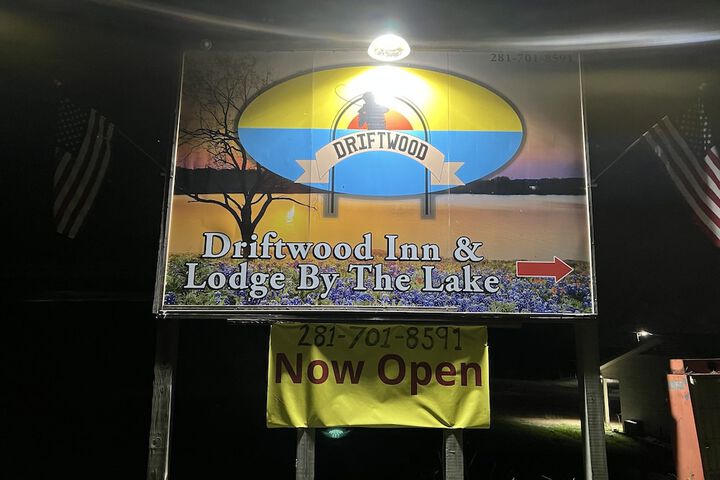 281-701-8591
DRIFTWOOD
Driftwood Inn &
Lodge By The Lake
281-701-8591
Now Open